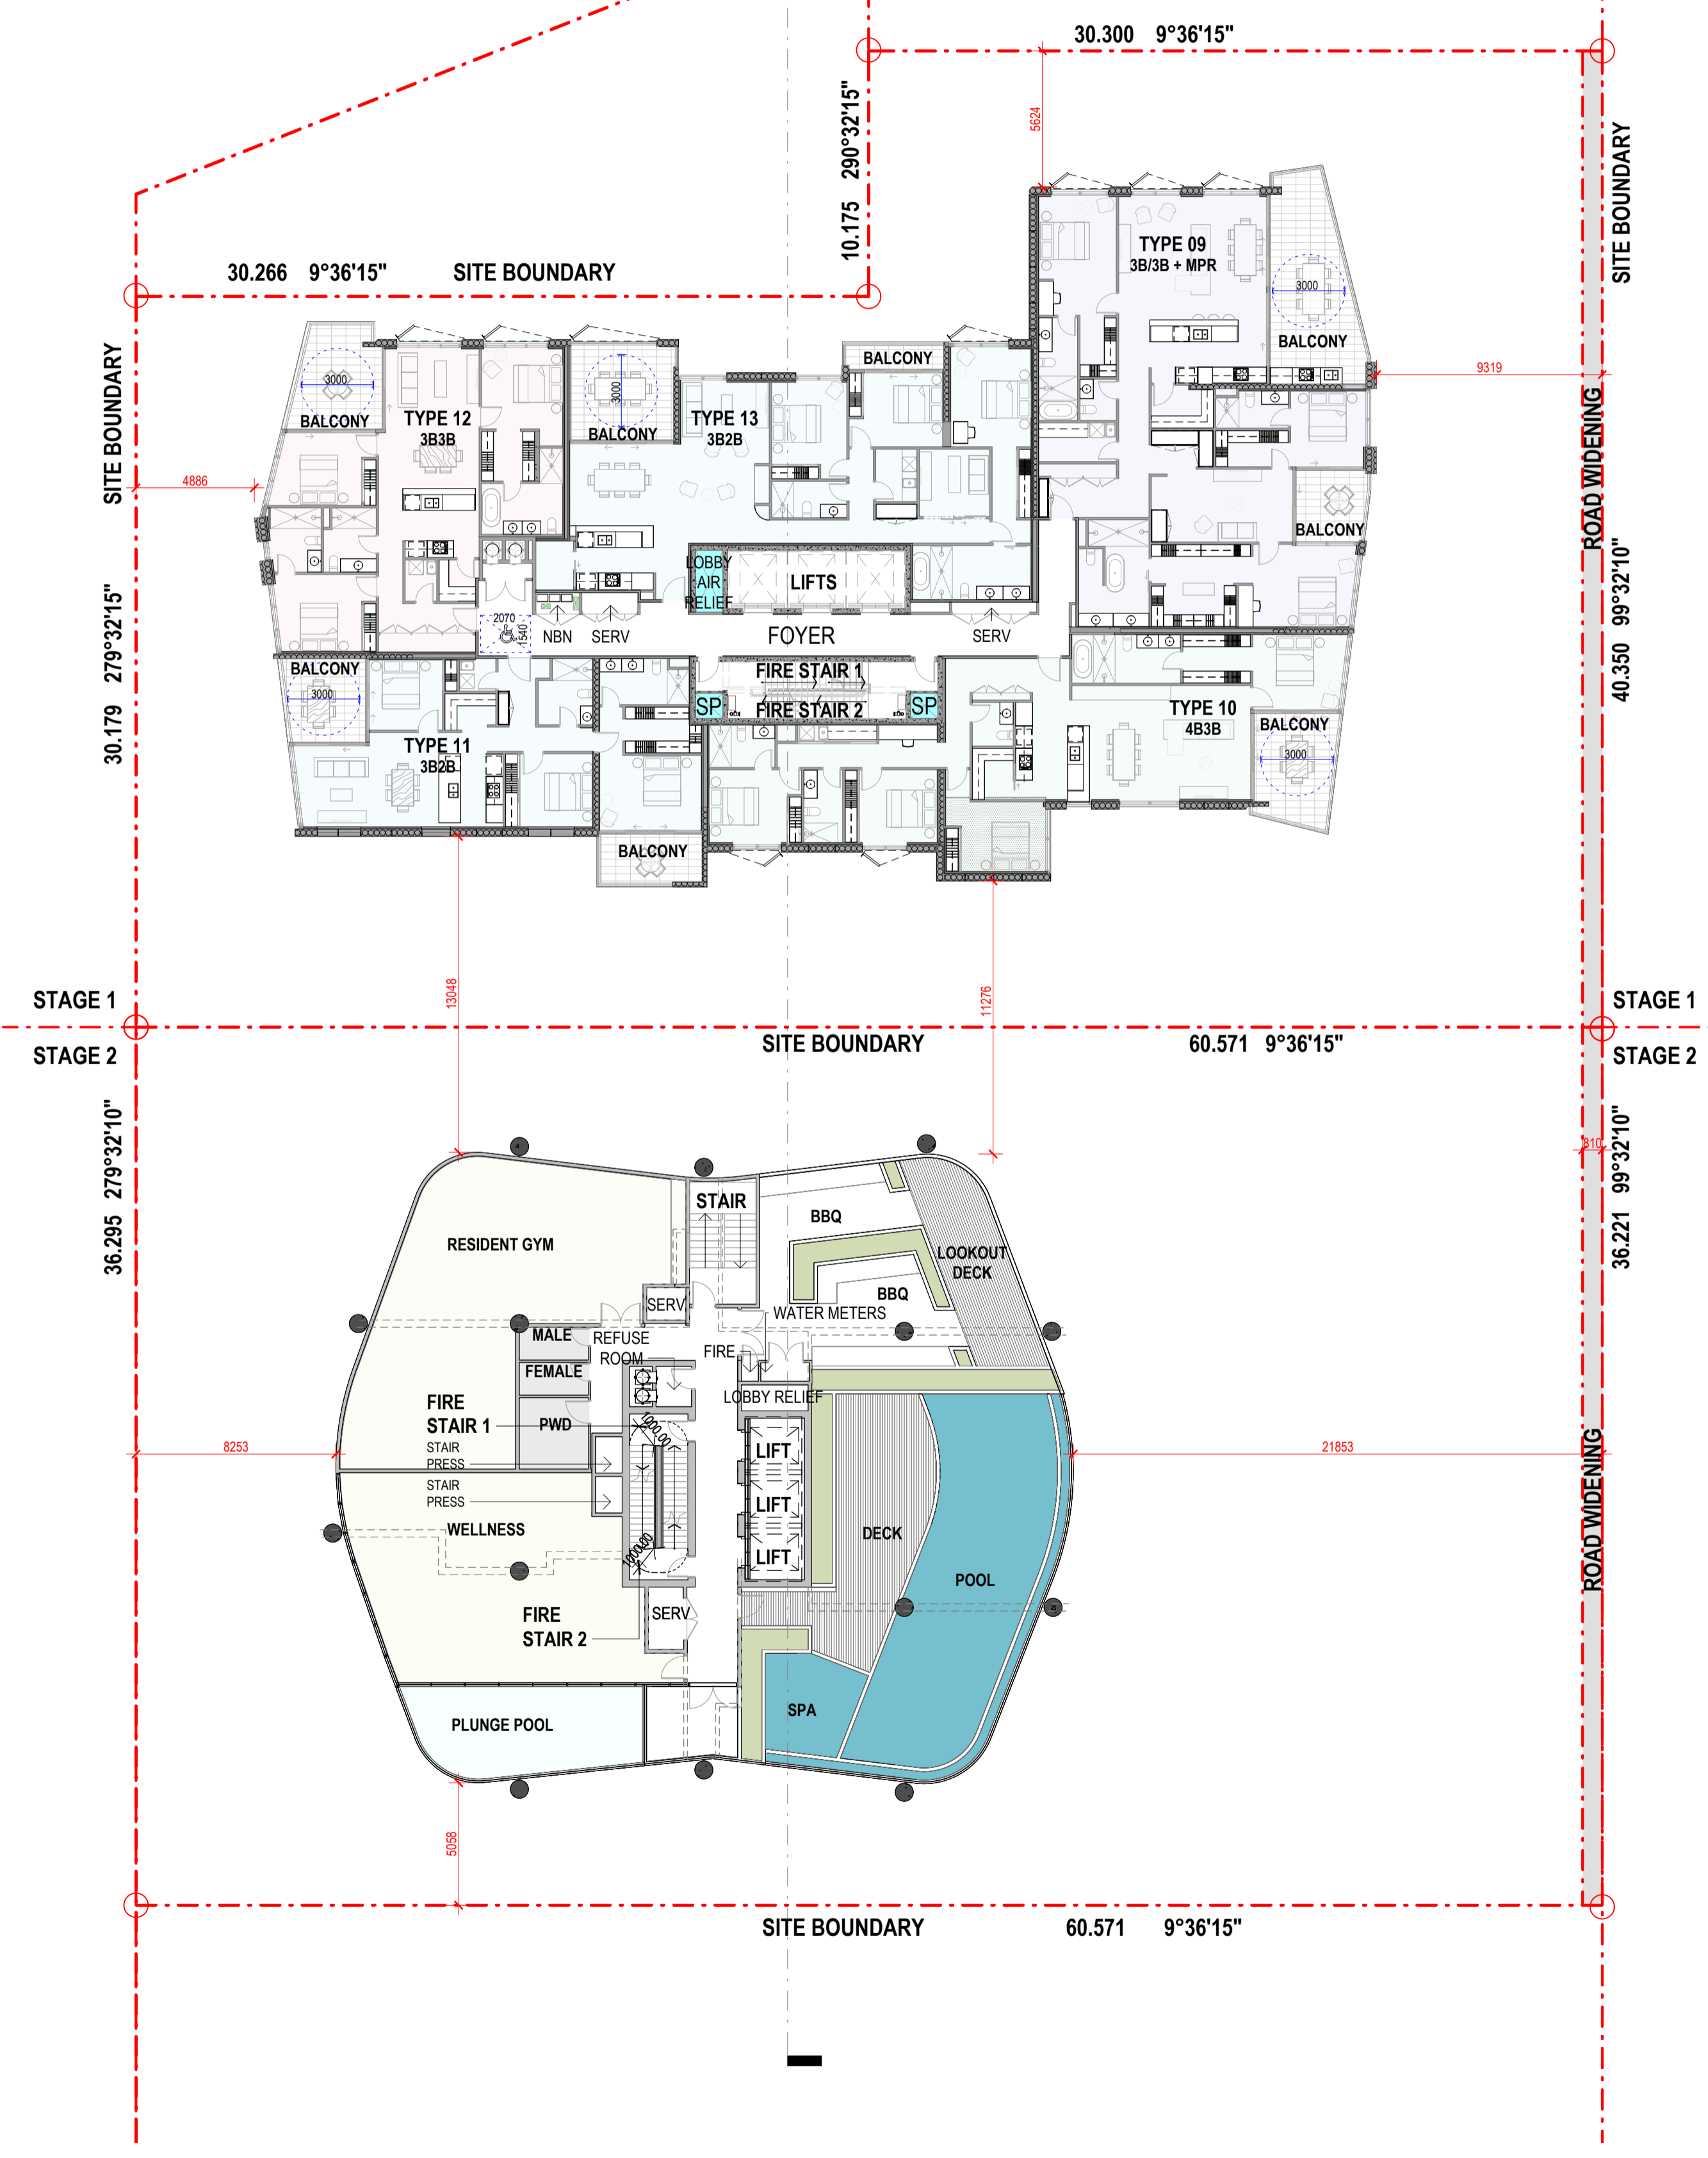 30.300 9°36'15"
5624
10.175 290°32'15"
SITE BOUNDARY
30.266 9°36'15" SITE BOUNDARY
TYPE 09
3B/3B + MPR
3000
BALCONY
9319
ROAD WIDENING
SITE BOUNDARY
4886
3000
BALCONY
TYPE 12
3B3B
3000
BALCONY
TYPE 13
3B2B
BALCONY
BALCONY
LOBBY
AIR
RELIEF
LIFTS
2070
1540
NBN
SERV
FOYER
SERV
30.179 279°32'15"
40.350 99°32'10"
BALCONY
3000
FIRE STAIR 1
SP
FIRE STAIR 2
SP
TYPE 10
4B3B
BALCONY
3000
TYPE 11
3B2B
BALCONY
13048
11276
STAGE 1
STAGE 1
SITE BOUNDARY 60.571 9°36'15"
STAGE 2
STAGE 2
36.295 279°32'10"
810
36.221 99°32'10"
STAIR
BBQ
RESIDENT GYM
LOOKOUT
DECK
BBQ
SERV
WATER METERS
MALE
REFUSE
ROOM
FIRE
FEMALE
LOBBY RELIEF
FIRE
STAIR 1
PWD
1000.00
STAIR
PRESS
LIFT
8253
21853
STAIR
PRESS
LIFT
WELLNESS
DECK
1000.00
LIFT
POOL
ROAD WIDENING
FIRE
STAIR 2
SERV
SPA
PLUNGE POOL
5058
SITE BOUNDARY 60.571 9°36'15"